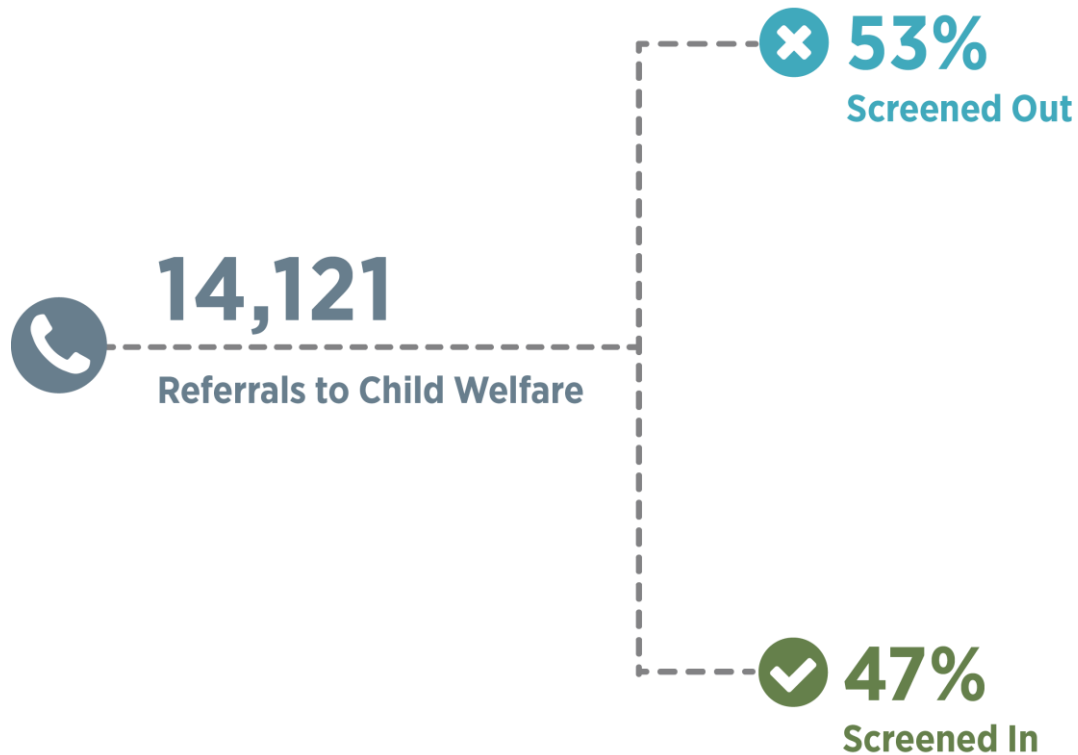 53%
Screened Out
14,121
Referrals to Child Welfare
47%
Screened In